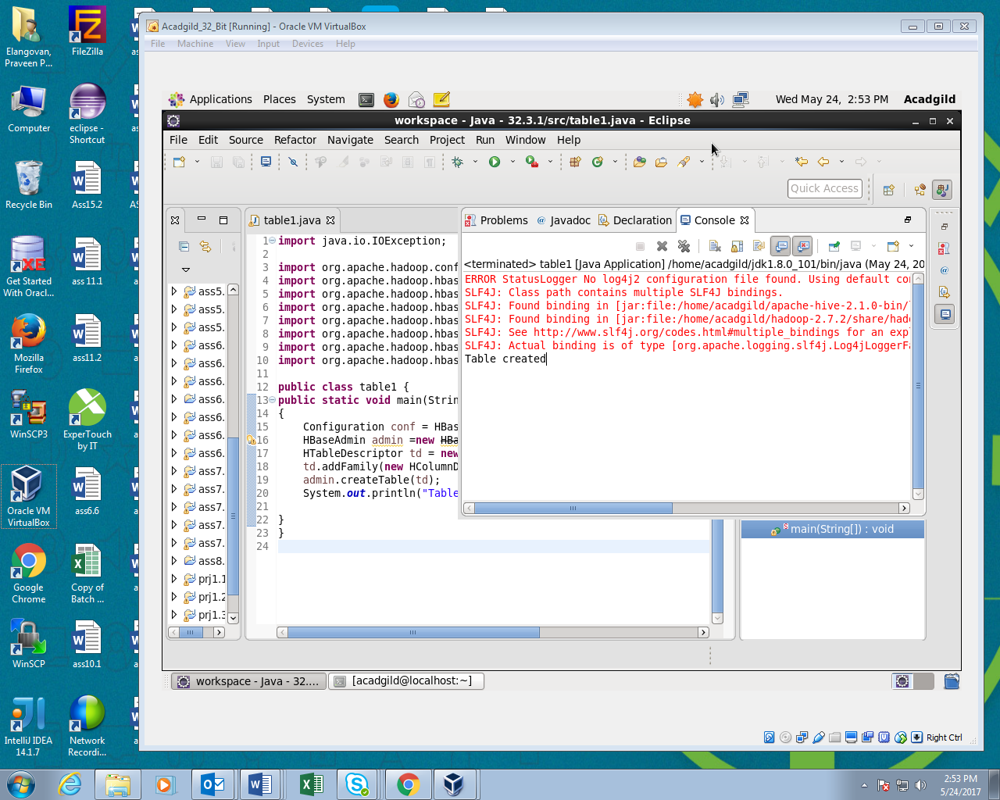 Elangovan,
Praveen P...
FileZilla
Computer
eclipse -
Shortcut
Recycle Bin
Ass15.2
Get Started
With Oracl...
ass 11.1
Mozilla
Firefox
ass11.2
WinSCP3
ExperTouch
by IT
Oracle VM
VirtualBox
ass6.6
Google
Chrome
Copy of
Batch ...
WinSCP
ass10.1
IntelliJ IDEA
14.1.7
Network
Recordi...
Acadgild_32_Bit [Running] - Oracle VM VirtualBox
File Machine View Input Devices Help
Applications Places System
Wed May 24, 2:53 PM Acadgild
workspace - Java - 32.3.1/src/table1.java - Eclipse
File Edit Source Refactor Navigate Search Project Run Window Help
Quick Access
ass5.
ass5.
ass5.
ass5.
ass6.
ass6.
ass6.
ass6.
ass6.
ass6.
ass7.
ass7.
ass7.
ass7.
ass7.
ass8.
prj1.1
prj1.2
prj1.3
table1.java
1 import java.io.IOException;
2
3 import org.apache.hadoop.conf
4 import org.apache.hadoop.hbas
5 import org.apache.hadoop.hbas
6 import org.apache.hadoop.hbas
7 import org.apache.hadoop.hbas
8 import org.apache.hadoop.hbas
9 import org.apache.hadoop.hbas
10 import org.apache.hadoop.hbas
11
12 public class table1 {
13 public static void main(Strin
14 {
15 Configuration conf = HBas
16 HBaseAdmin admin =new HBa
17 HTableDescriptor td = new
18 td.addFamily(new HColumnD
19 admin.createTable(td);
20 System.out.println("Table
21
22 }
23 }
24
Problems Javadoc Declaration Console
<terminated> table1 [Java Application] /home/acadgild/jdk1.8.0_101/bin/java (May 24, 20
ERROR StatusLogger No log4j2 configuration file found. Using default con
SLF4J: Class path contains multiple SLF4J bindings.
SLF4J: Found binding in [jar:file:/home/acadgild/apache-hive-2.1.0-bin/
SLF4J: Found binding in [jar:file:/home/acadgild/hadoop-2.7.2/share/had
SLF4J: See http://www.slf4j.org/codes.html#multiple_bindings for an exp
SLF4J: Actual binding is of type [org.apache.logging.slf4j.Log4jLoggerFa
Table created
main(String[]) : void
workspace - Java - 32....
[acadgild@localhost:~]
Right Ctrl
2:53 PM
5/24/2017